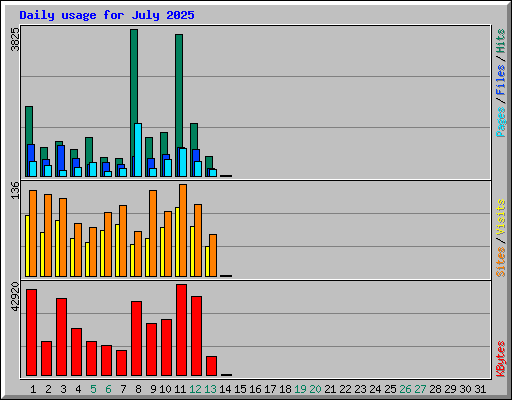 Daily usage for July 2025
3825
Pages / Files / Hits
136
Sites / Visits
42920
KBytes
1 2 3 4 5 6 7 8 9 10 11 12 13 14 15 16 17 18 19 20 21 22 23 24 25 26 27 28 29 30 31